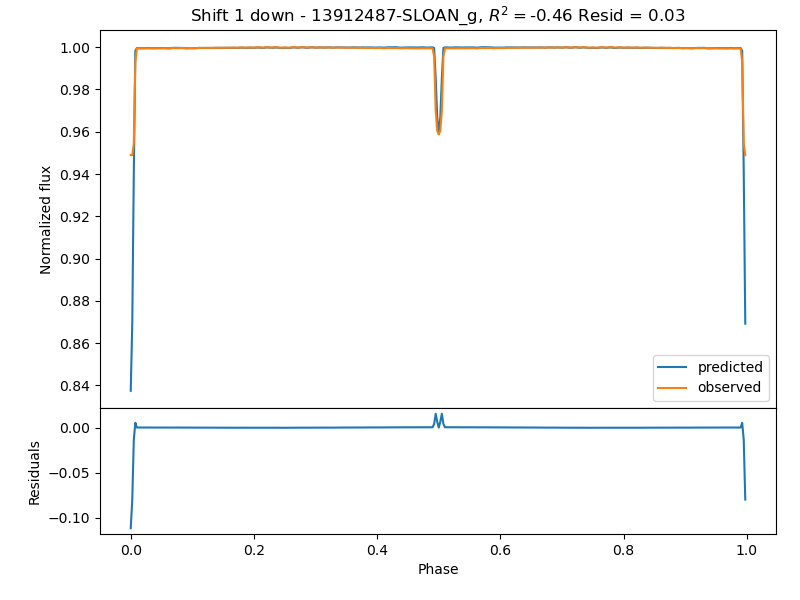 Shift 1 down - 13912487-SLOAN_g, R² = -0.46 Resid = 0.03
1.00
0.98
0.96
0.94
0.92
0.90
0.88
0.86
0.84
Normalized flux
predicted
observed
0.00
−0.05
−0.10
Residuals
0.0 0.2 0.4 0.6 0.8 1.0
Phase